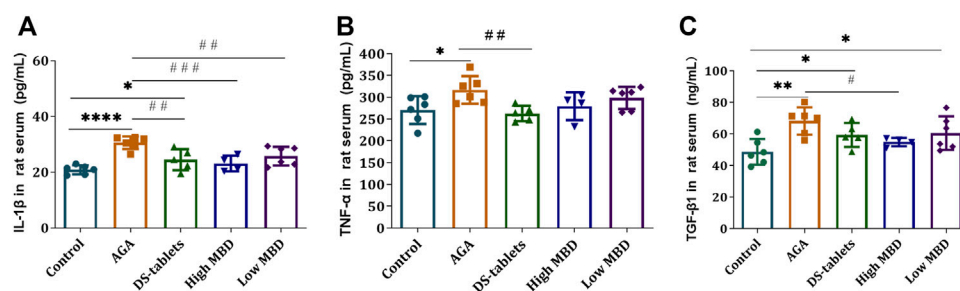 A
IL-1β in rat serum (pg/mL)
60
40
20
0
# #
# # #
*
# #
****
Control
AGA
DS-tablets
High MBD
Low MBD
B
TNF-α in rat serum (pg/mL)
400
350
300
250
200
150
100
50
0
*
# #
Control
AGA
DS-tablets
High MBD
Low MBD
C
TGF-β1 in rat serum (ng/mL)
100
80
60
40
20
0
*
*
#
**
Control
AGA
DS-tablets
High MBD
Low MBD